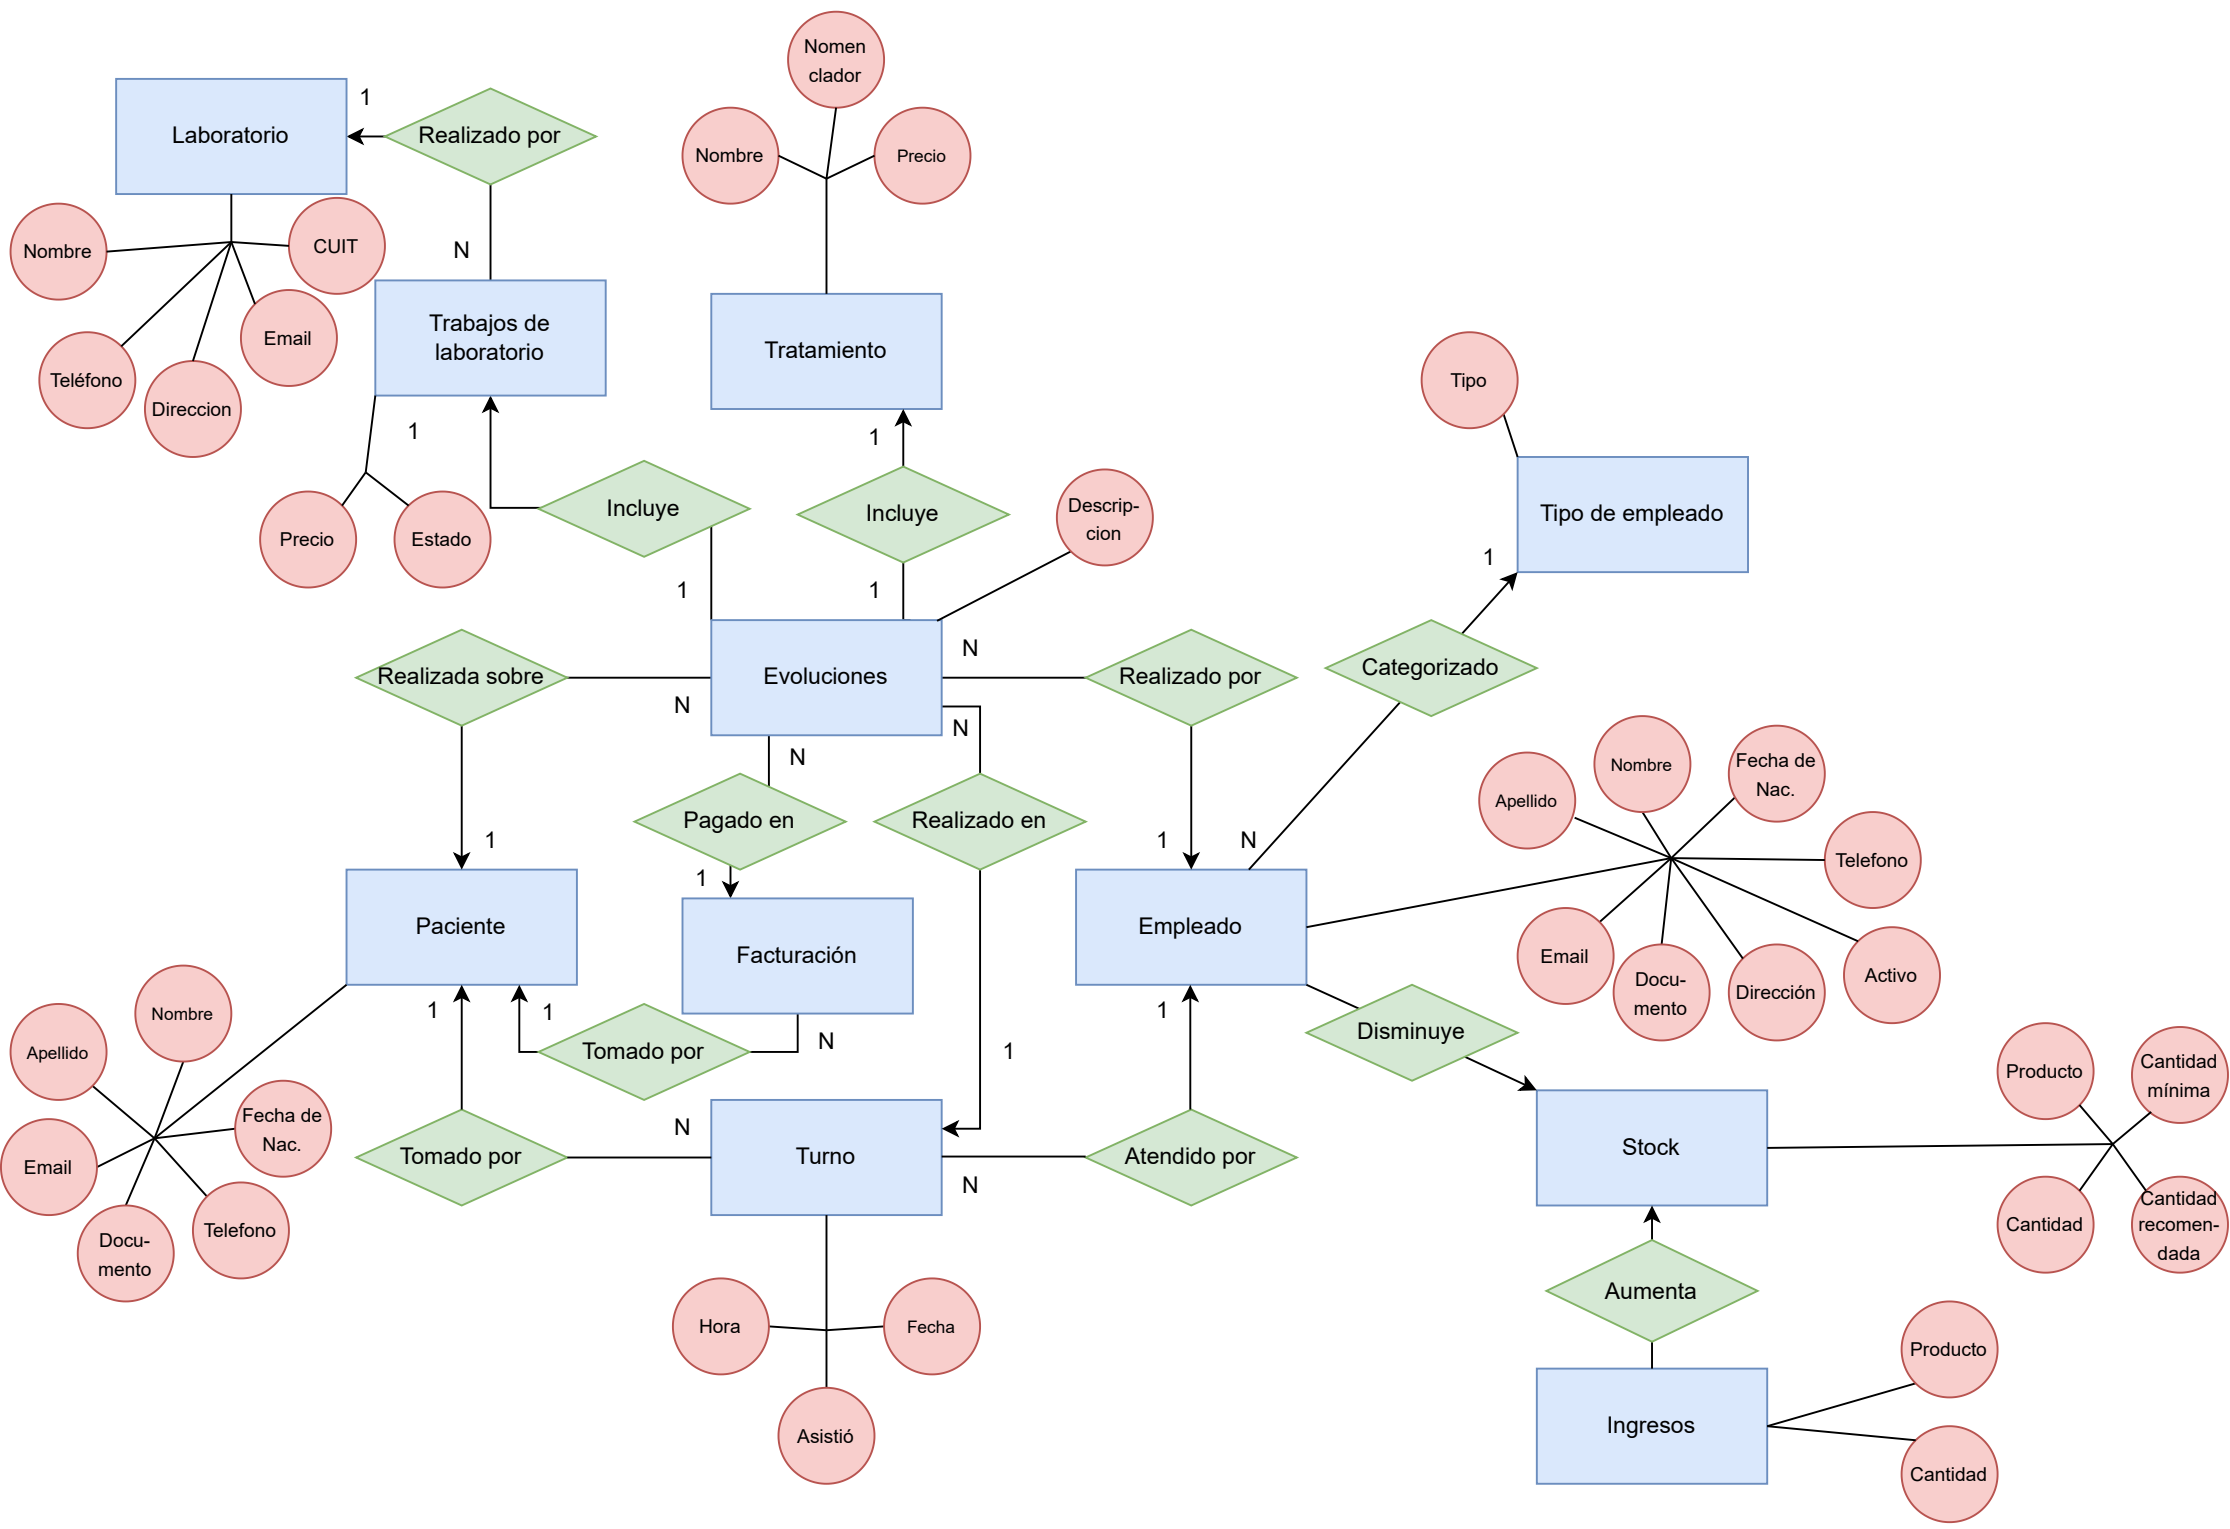 Nomen
clador
1
Laboratorio
Realizado por
Nombre
Precio
N
CUIT
Nombre
Trabajos de
laboratorio
Email
Teléfono
Direccion
Tratamiento
Tipo
1
1
Incluye
Incluye
Descrip-
cion
Tipo de empleado
Precio
Estado
1
1
1
Realizada sobre
N
Evoluciones
N
Realizado por
Categorizado
N
N
Pagado en
Realizado en
1
1
1
N
Apellido
Nombre
Fecha de
Nac.
Telefono
Paciente
Facturación
Empleado
Email
Docu-
mento
Dirección
Activo
1
1
Tomado por
N
1
1
Disminuye
Nombre
Apellido
Fecha de
Nac.
Email
Telefono
Docu-
mento
Tomado por
N
Turno
N
Atendido por
Stock
Producto
Cantidad
mínima
Cantidad
Cantidad
recomen-
dada
Aumenta
Hora
Fecha
Asistió
Ingresos
Producto
Cantidad